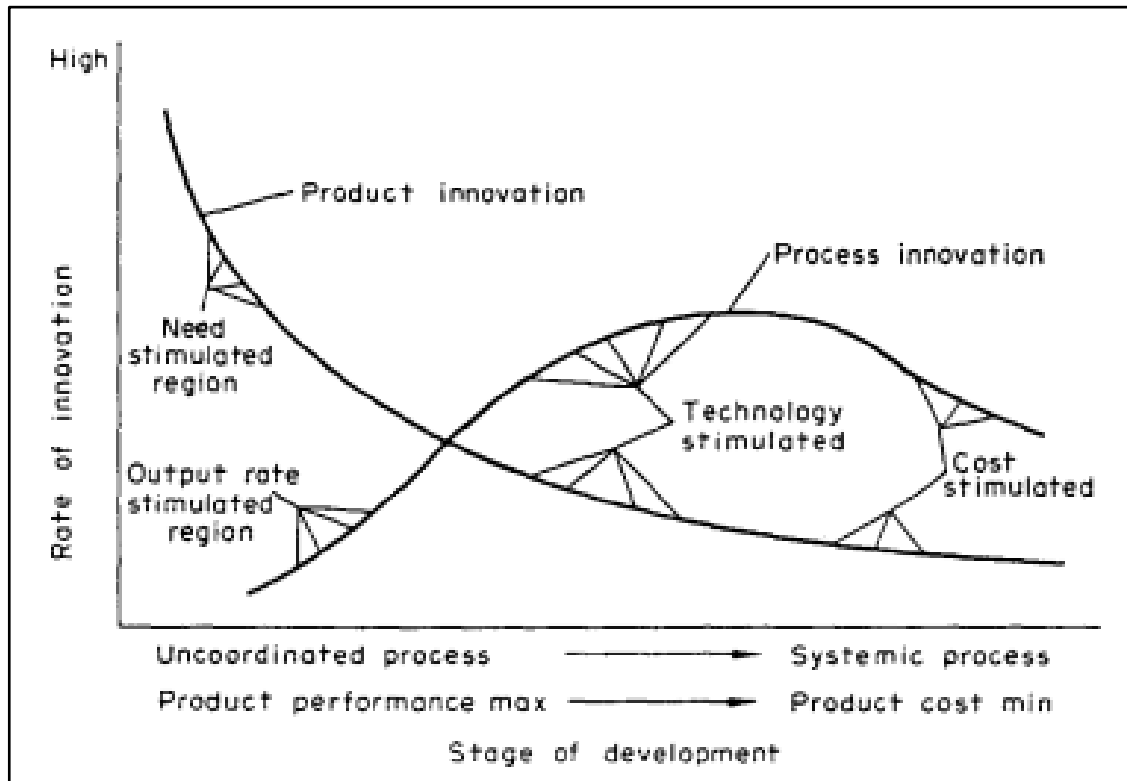 High
Product innovation
Process innovation
Need
stimulated
region
Technology
stimulated
Output rate
stimulated
region
Cost
stimulated
Rate of innovation
Uncoordinated process
Systemic process
Product performance max
Product cost min
Stage of development